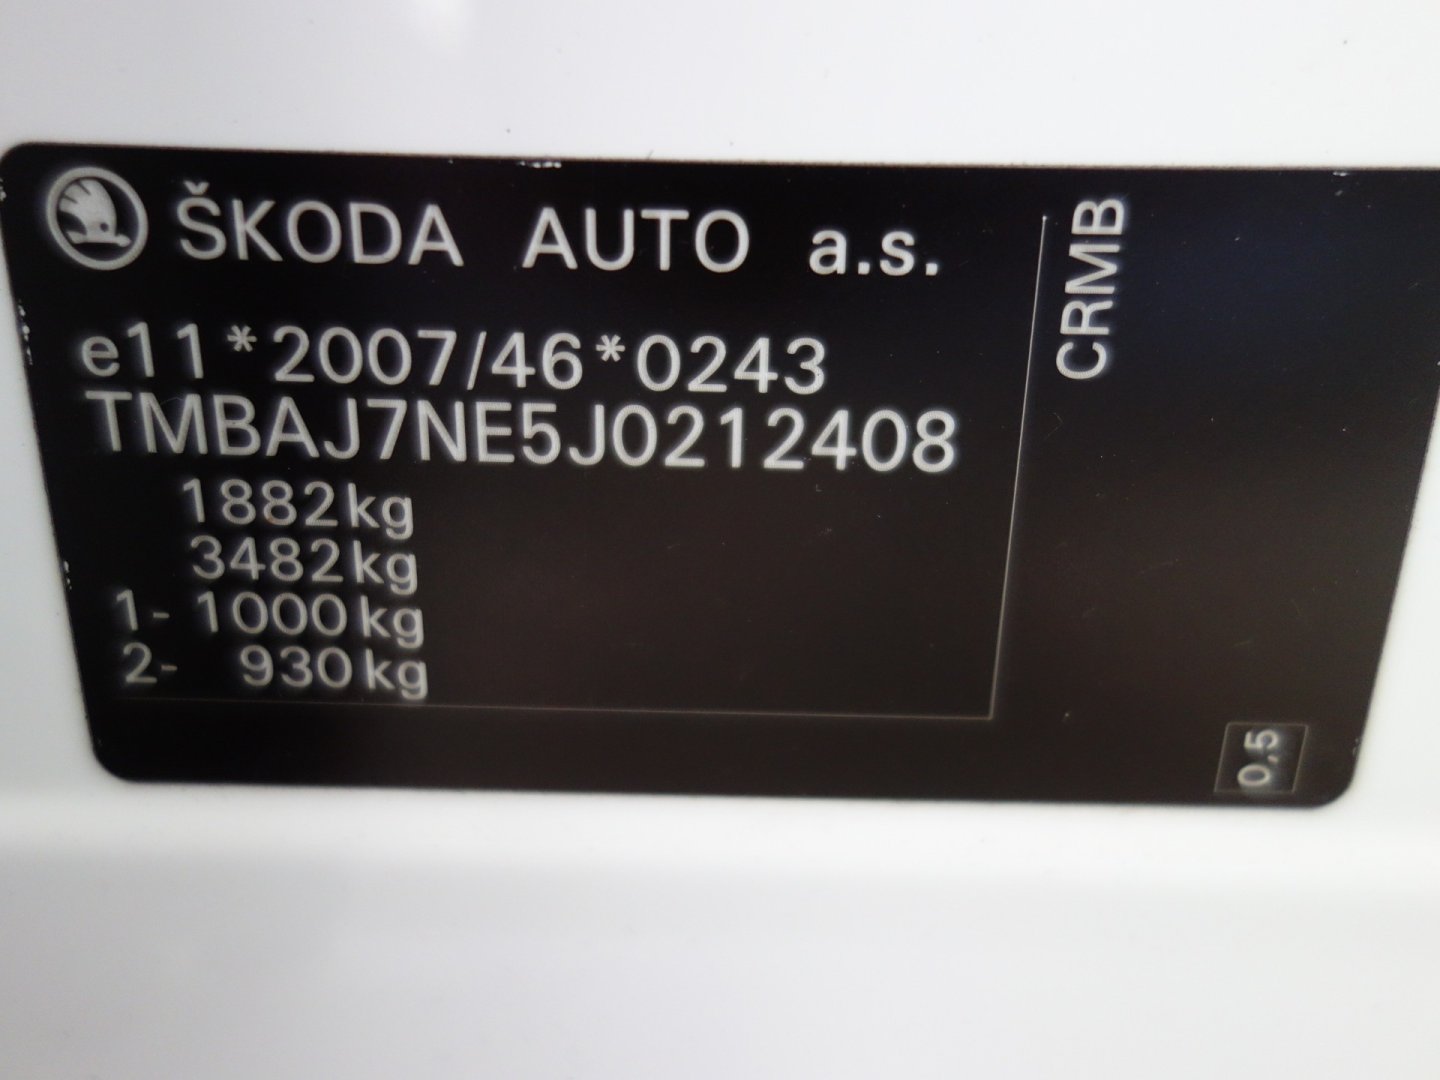 ŠKODA AUTO a.s.
e11*2007/46*0243
TMBAJ7NE5J0212408
1882kg
3482kg
1- 1000kg
2- 930kg
CRMB
0,5